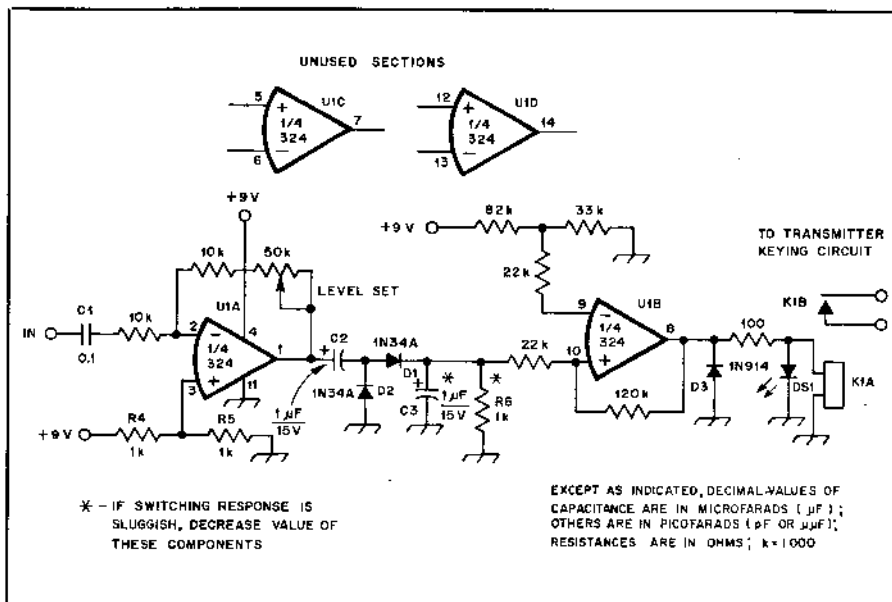 UNUSED SECTIONS
5
+
U1C
1/4
324
7
6
−
12
+
U1D
1/4
324
14
13
−
+9V
+9V
82k
33k
TO TRANSMITTER
KEYING CIRCUIT
10k
50k
22k
LEVEL SET
K1B
C1
10k
U1A
9
U1B
IN
2
−
4
−
0.1
1/4
324
1
+
C2
1N34A
22k
1/4
324
8
100
3
+
11
1N34A
D1
*
*
10
+
1N914
D2
+
1µF
R6
120k
D3
DS1
K1A
R4
R5
1µF
15V
C3
15V
1k
+9V
1k
1k
* – IF SWITCHING RESPONSE IS
SLUGGISH, DECREASE VALUE OF
THESE COMPONENTS
EXCEPT AS INDICATED, DECIMAL VALUES OF
CAPACITANCE ARE IN MICROFARADS (µF);
OTHERS ARE IN PICOFARADS (pF OR µµF);
RESISTANCES ARE IN OHMS; k=1000